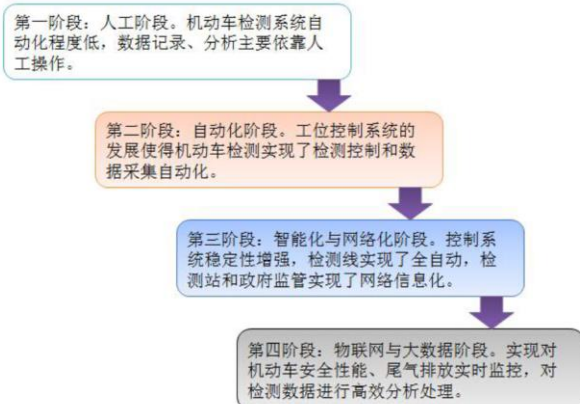 第一阶段：人工阶段。机动车检测系统自
动化程度低，数据记录、分析主要依靠人
工操作。
第二阶段：自动化阶段。工位控制系统的
发展使得机动车检测实现了检测控制和数
据采集自动化。
第三阶段：智能化与网络化阶段。控制系
统稳定性增强，检测线实现了全自动，检
测站和政府监管实现了网络信息化。
第四阶段：物联网与大数据阶段。实现对
机动车安全性能、尾气排放实时监控，对
检测数据进行高效分析处理。